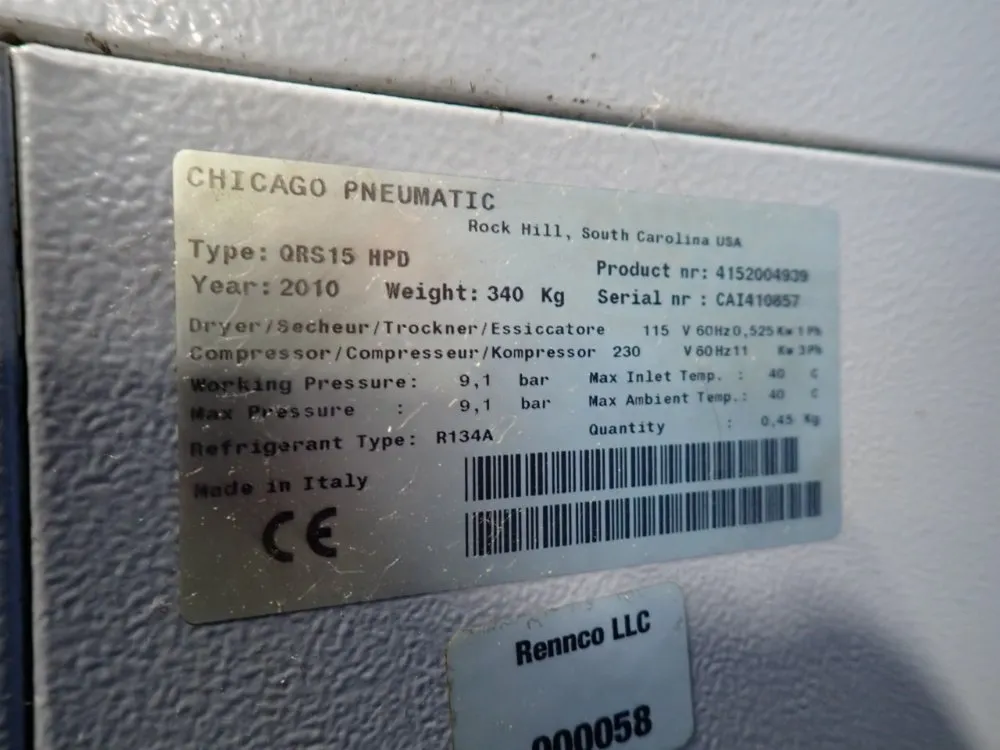 CHICAGO PNEUMATIC
Rock Hill, South Carolina USA
Type: QRS15 HPD
Product nr: 4152004939
Year: 2010 Weight: 340 Kg Serial nr : CAI410657
Dryer/Secheur/Trockner/Essiccatore 115 V 60Hz 0,525 Kw 1 Ph
Compressor/Compresseur/Kompressor 230 V 60Hz 11 Kw 3 Ph
Working Pressure: 9,1 bar Max Inlet Temp. : 40 C
Max Pressure : 9,1 bar Max Ambient Temp.: 40 C
Refrigerant Type: R134A Quantity : 0,45 Kg
Made in Italy
CE
Rennco LLC
000058